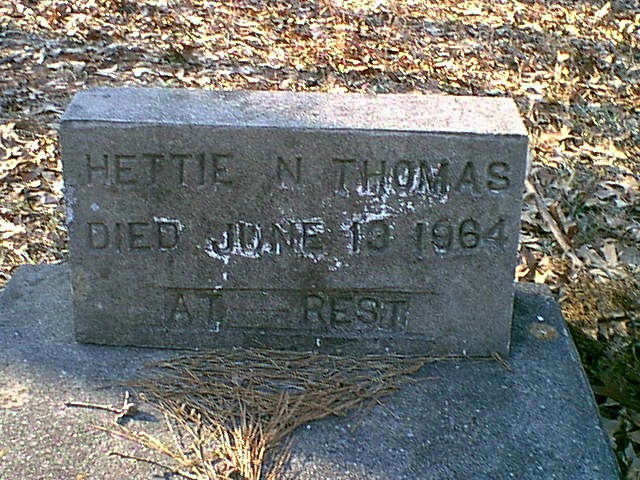 HETTIE N THOMAS
DIED JUNE 13 1964
AT REST